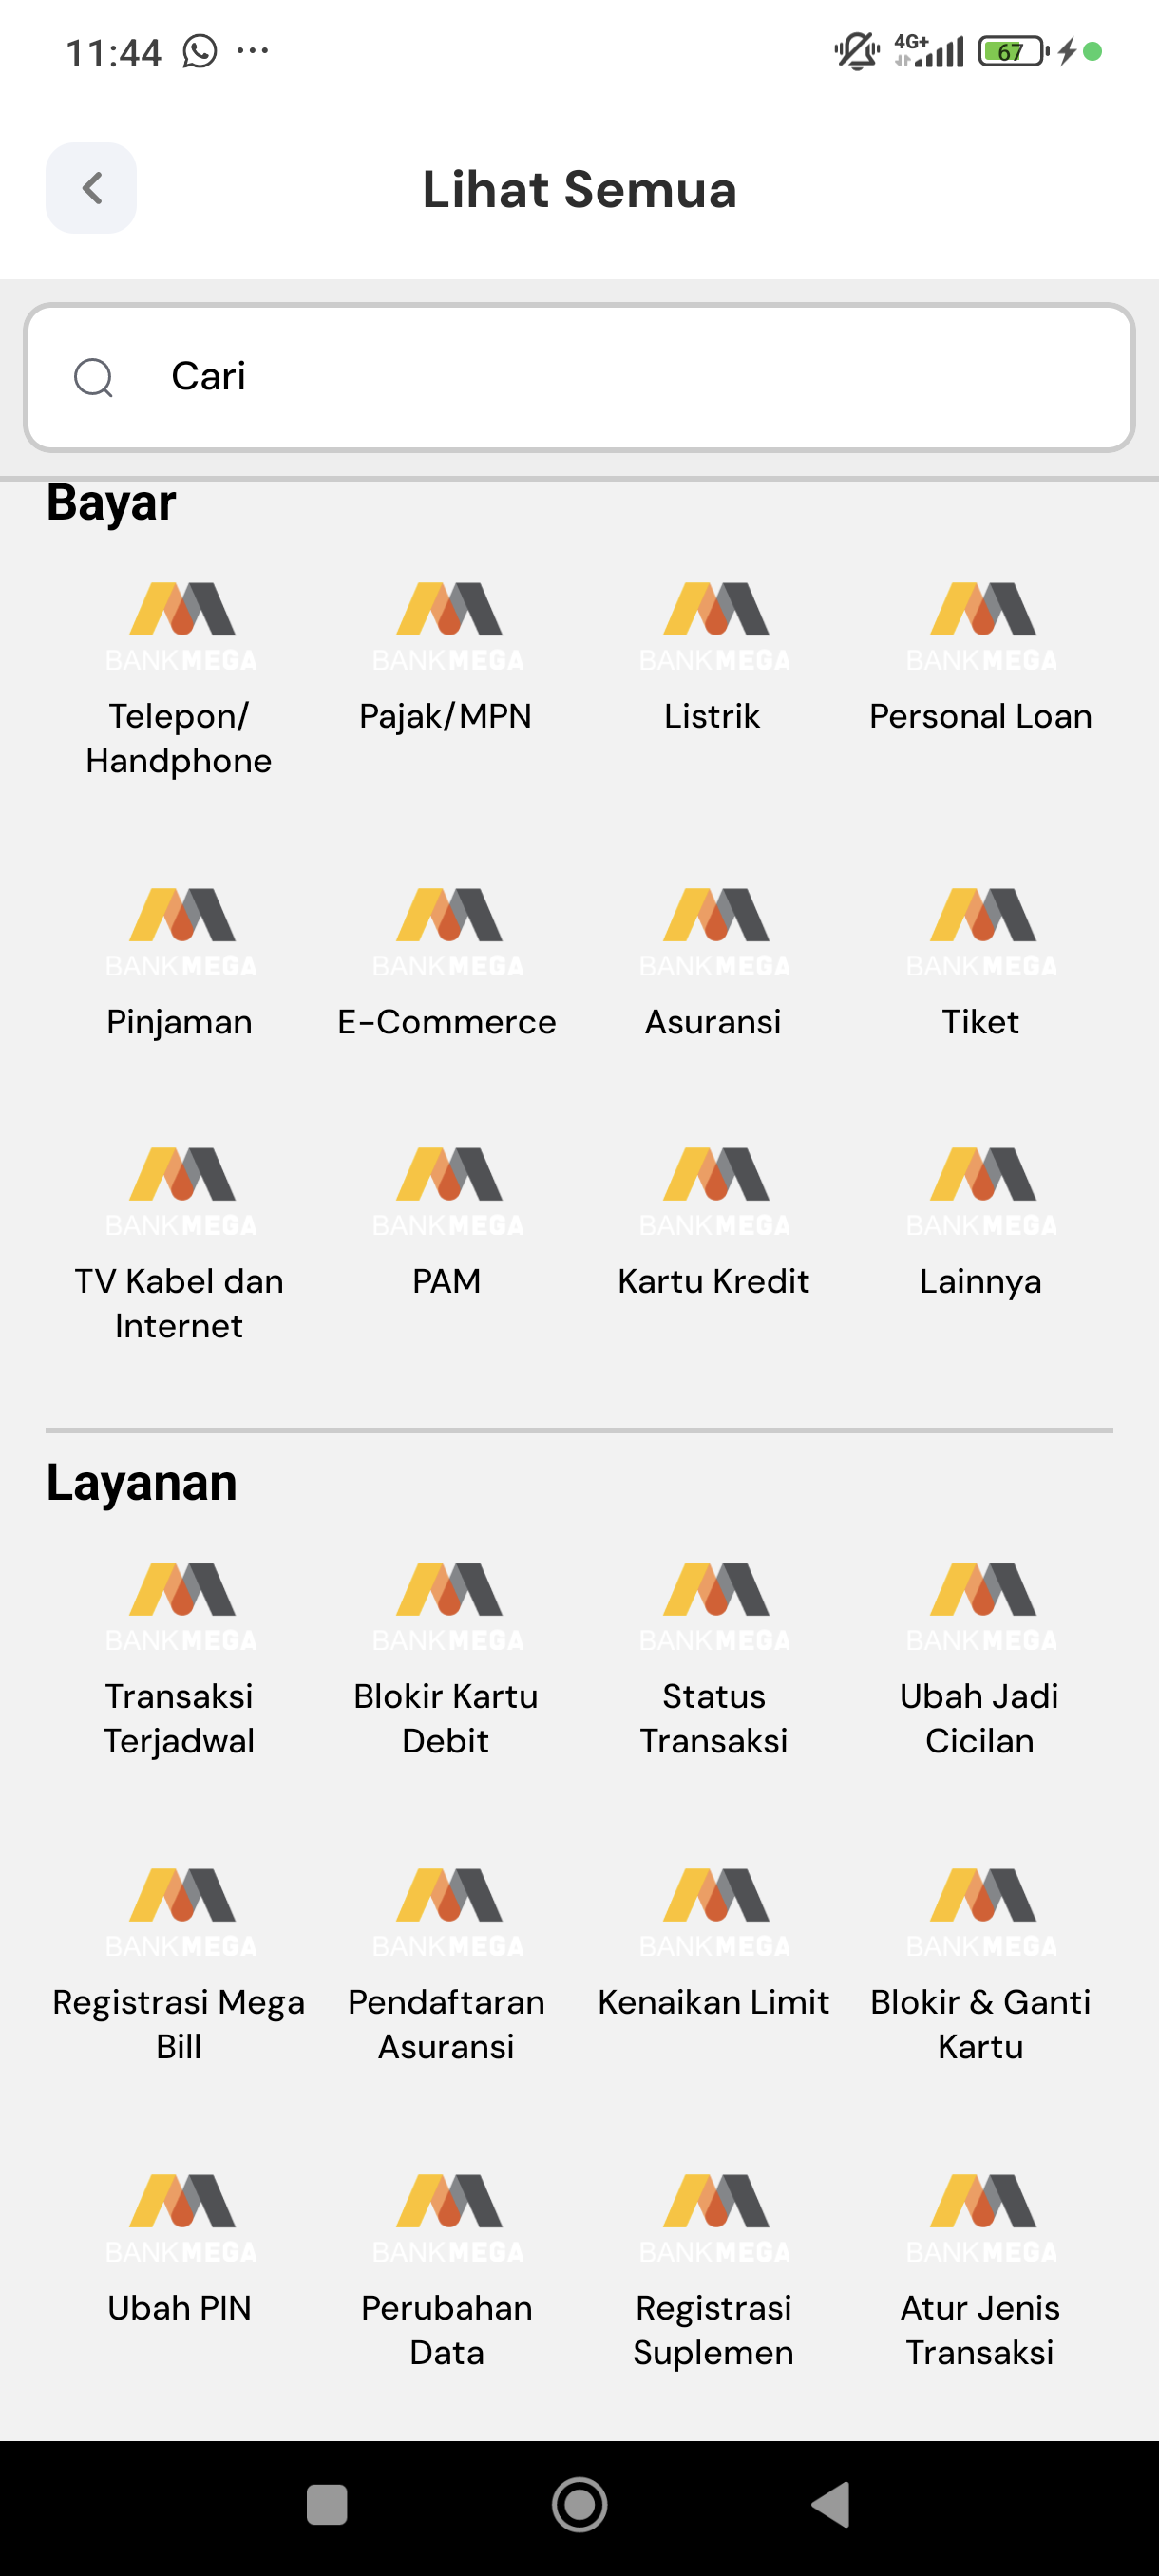 11:44
4G+
67
Lihat Semua
Cari
Bayar
BANKMEGA BANKMEGA BANKMEGA BANKMEGA
Telepon/ Pajak/MPN Listrik Personal Loan
Handphone
BANKMEGA BANKMEGA BANKMEGA BANKMEGA
Pinjaman E-Commerce Asuransi Tiket
BANKMEGA BANKMEGA BANKMEGA BANKMEGA
TV Kabel dan PAM Kartu Kredit Lainnya
Internet
Layanan
BANKMEGA BANKMEGA BANKMEGA BANKMEGA
Transaksi Blokir Kartu Status Ubah Jadi
Terjadwal Debit Transaksi Cicilan
BANKMEGA BANKMEGA BANKMEGA BANKMEGA
Registrasi Mega Pendaftaran Kenaikan Limit Blokir & Ganti
Bill Asuransi Kartu
BANKMEGA BANKMEGA BANKMEGA BANKMEGA
Ubah PIN Perubahan Registrasi Atur Jenis
Data Suplemen Transaksi